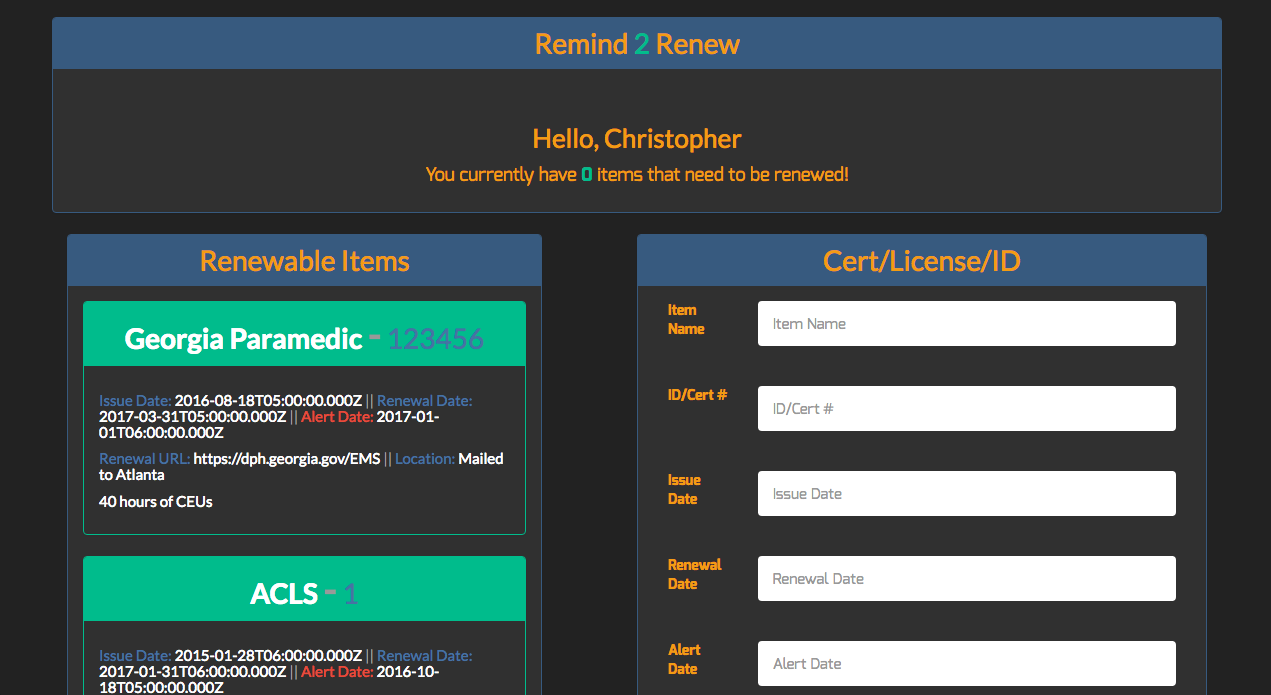 Remind 2 Renew
Hello, Christopher
You currently have 0 items that need to be renewed!
Renewable Items
Georgia Paramedic - 123456
Issue Date: 2016-08-18T05:00:00.000Z || Renewal Date:
2017-03-31T05:00:00.000Z || Alert Date: 2017-01-
01T06:00:00.000Z
Renewal URL: https://dph.georgia.gov/EMS || Location: Mailed
to Atlanta
40 hours of CEUs
ACLS - 1
Issue Date: 2015-01-28T06:00:00.000Z || Renewal Date:
2017-01-31T06:00:00.000Z || Alert Date: 2016-10-
18T05:00:00.000Z
Cert/License/ID
Item
Name
Item Name
ID/Cert #
ID/Cert #
Issue
Date
Issue Date
Renewal
Date
Renewal Date
Alert
Date
Alert Date